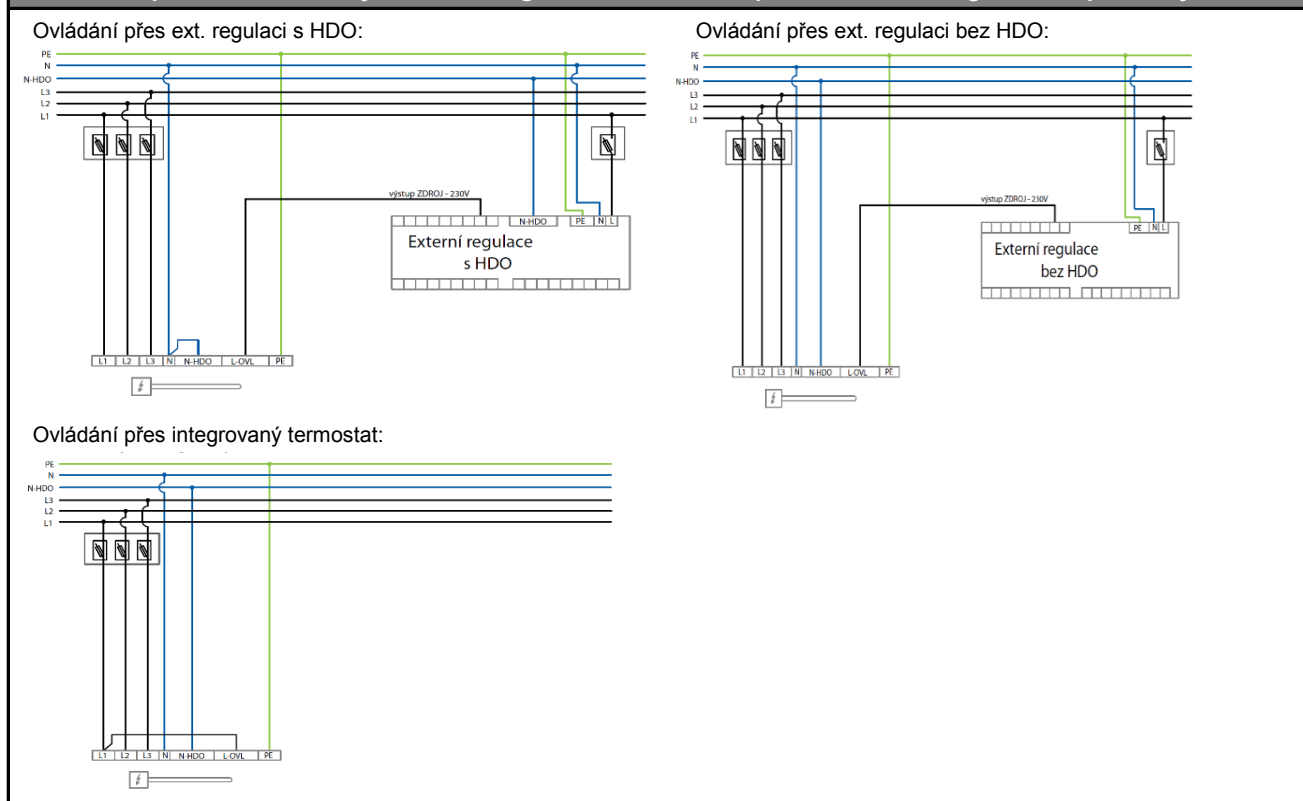 Ovládání přes ext. regulaci s HDO:
PE
N
N-HDO
L3
L2
L1
výstup ZDROJ - 230V
N-HDO PE N L
Externí regulace
s HDO
L1 L2 L3 N N-HDO L-OVL PE
Ovládání přes ext. regulaci bez HDO:
PE
N
N-HDO
L3
L2
L1
výstup ZDROJ - 230V
PE N L
Externí regulace
bez HDO
L1 L2 L3 N N-HDO L-OVL PE
Ovládání přes integrovaný termostat:
PE
N
N-HDO
L3
L2
L1
L1 L2 L3 N N-HDO L-OVL PE